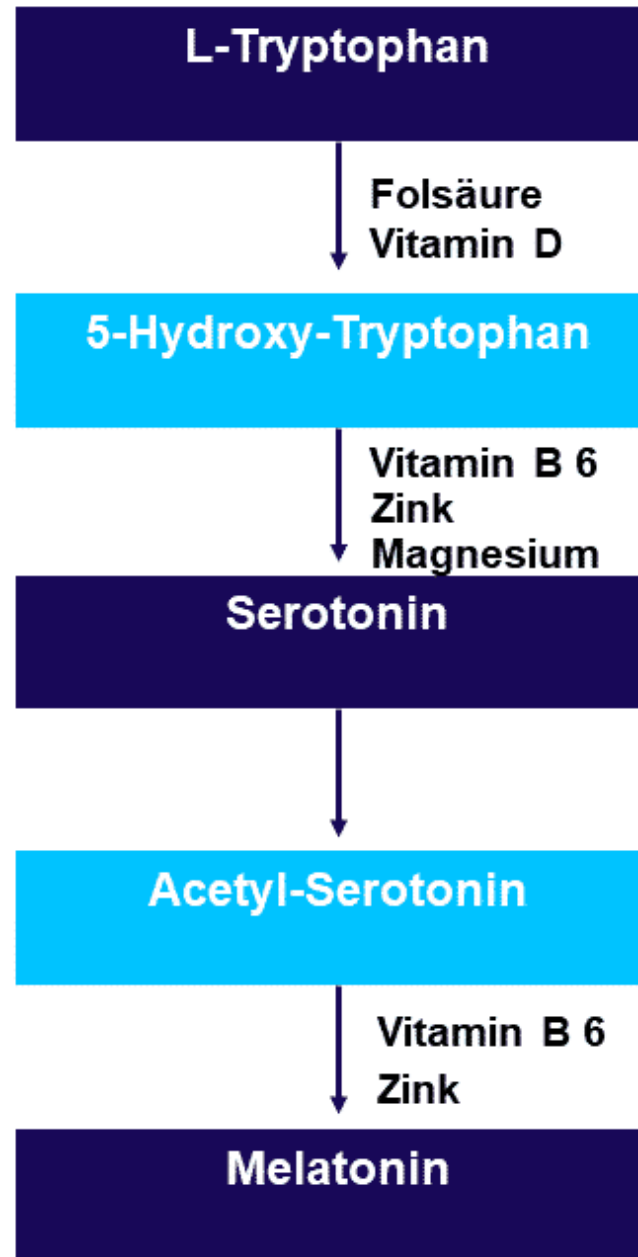 L-Tryptophan
Folsäure
Vitamin D
5-Hydroxy-Tryptophan
Vitamin B 6
Zink
Magnesium
Serotonin
Acetyl-Serotonin
Vitamin B 6
Zink
Melatonin